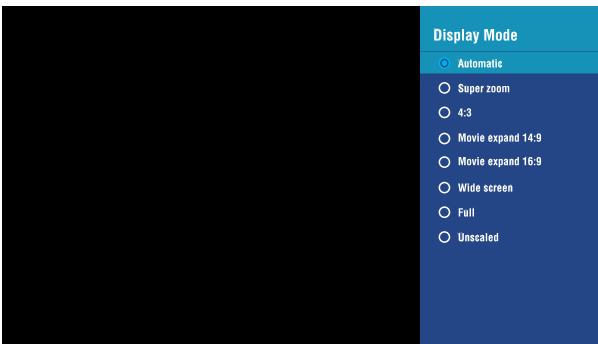 Display Mode
Automatic
Super zoom
4:3
Movie expand 14:9
Movie expand 16:9
Wide screen
Full
Unscaled